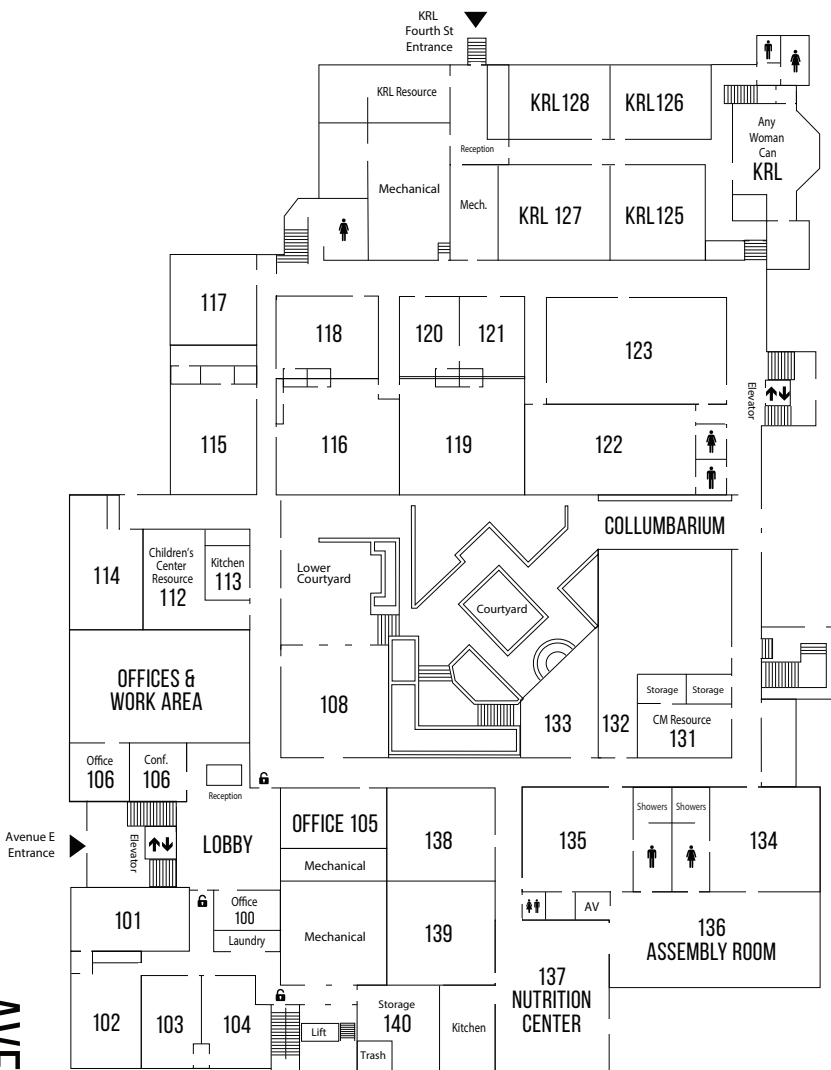 KRL
Fourth St
Entrance
KRL Resource
KRL128
KRL126
Any
Woman
Can
KRL
Reception
Mechanical
Mech.
KRL 127
KRL125
117
118
120
121
123
Elevator
115
116
119
122
COLLUMBARIUM
114
Children's
Center
Resource
112
Kitchen
113
Lower
Courtyard
Courtyard
OFFICES &
WORK AREA
108
133
132
Storage
Storage
CM Resource
131
Office
106
Conf.
106
Reception
Avenue E
Entrance
Elevator
LOBBY
OFFICE 105
Mechanical
138
135
Showers
Showers
134
101
Office
100
Laundry
Mechanical
139
AV
136
ASSEMBLY ROOM
137
NUTRITION
CENTER
102
103
104
Lift
Storage
140
Trash
Kitchen
AVE